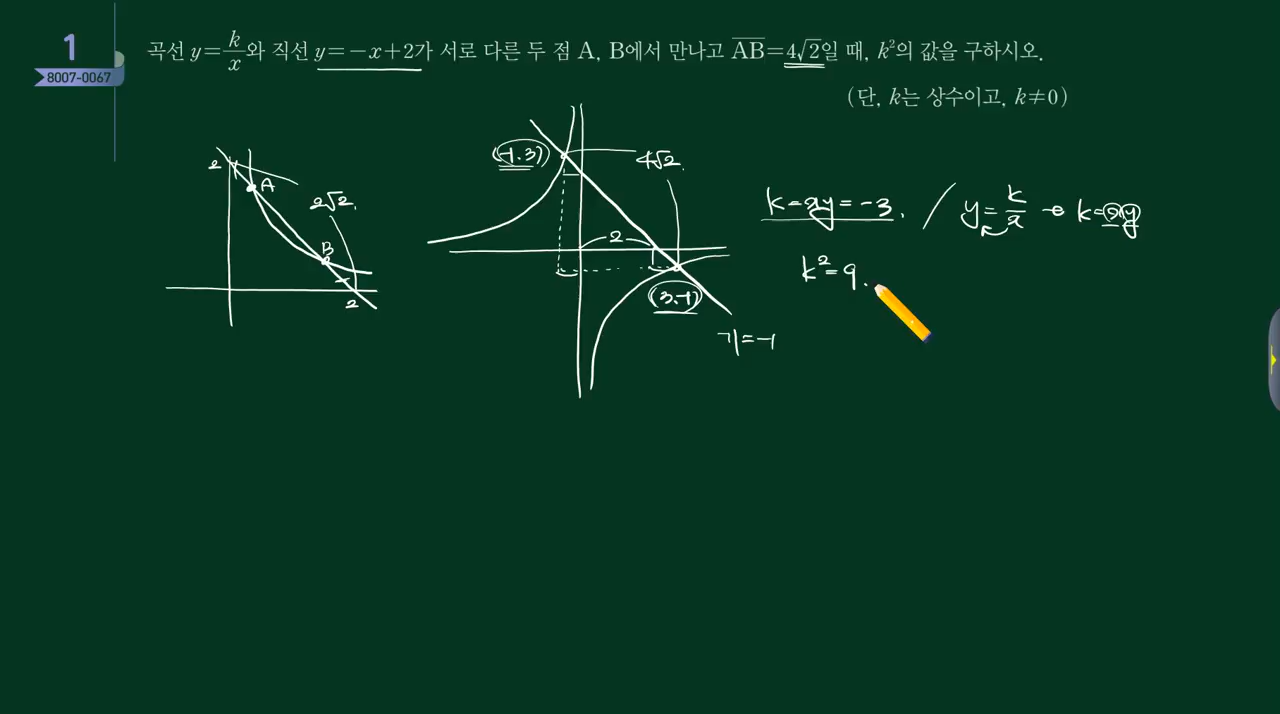 1
8007-0067
곡선 y=k/x와 직선 y=-x+2가 서로 다른 두 점 A, B에서 만나고 AB=4√2일 때, k²의 값을 구하시오.
(단, k는 상수이고, k≠0)
2
A
2√2.
B
2
(-1.3)
4√2.
2
(3.-1)
기=-1
k=xy=-3. / y=k/x → k=xy
k²=9.